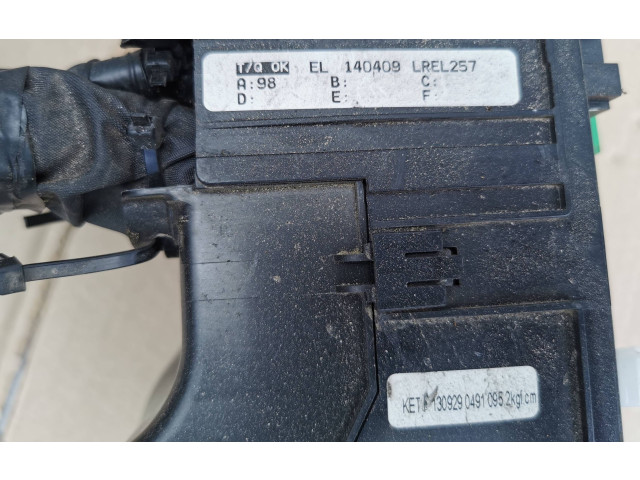 T/Q OK EL 140409 LREL257
A:98 B: C:
D: E: F:
KET 130929 0491 095.2kgf.cm